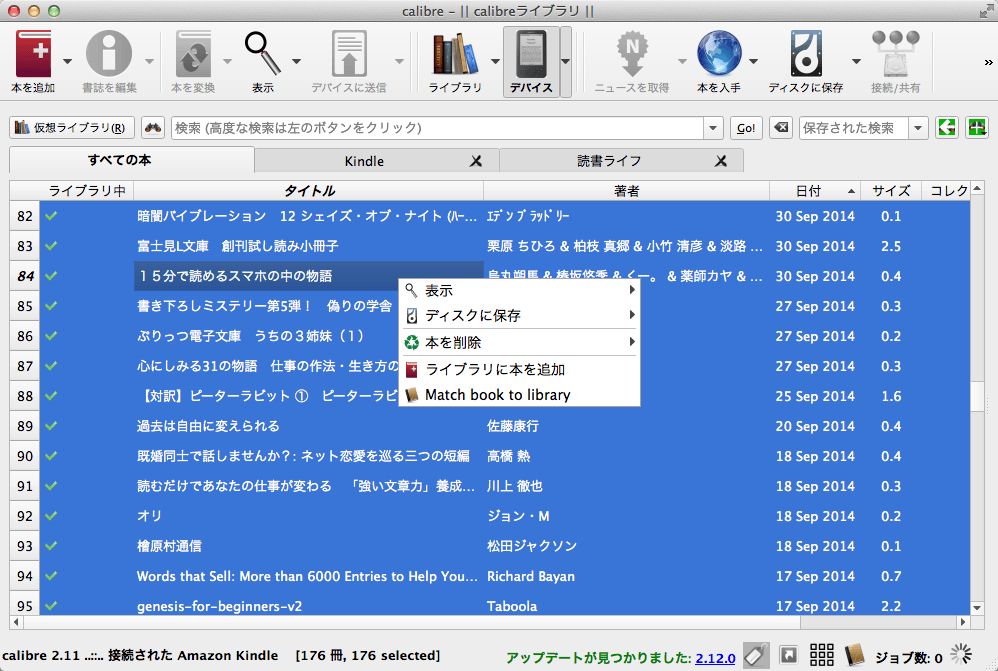 calibre - || calibreライブラリ ||
本を追加 書誌を編集 本を変換 表示 デバイスに送信 ライブラリ デバイス ニュースを取得 本を入手 ディスクに保存 接続/共有 »
仮想ライブラリ(R) 検索 (高度な検索は左のボタンをクリック) Go! 保存された検索
すべての本 Kindle 読書ライフ
ライブラリ中 タイトル 著者 日付 サイズ コレク
82 暗闇バイブレーション 12 シェイズ・オブ・ナイト (ﾊｰ... ｴﾃﾞﾝ ﾌﾞﾗｯﾄﾞﾘｰ 30 Sep 2014 0.1
83 富士見L文庫 創刊試し読み小冊子 栗原 ちひろ & 柏枝 真郷 & 小竹 清彦 & 淡路 ... 30 Sep 2014 2.5
84 １５分で読めるスマホの中の物語 烏丸朔馬 & 椿坂悠季 & くー。 & 薬師カヤ & ... 30 Sep 2014 0.4
85 書き下ろしミステリー第5弾！ 偽りの学舎 27 Sep 2014 0.3
86 ぷりっつ電子文庫 うちの３姉妹（１） 27 Sep 2014 0.2
87 心にしみる31の物語 仕事の作法・生き方の 27 Sep 2014 0.3
88 【対訳】ピーターラビット ① ピーターラビ 25 Sep 2014 1.6
89 過去は自由に変えられる 佐藤康行 20 Sep 2014 0.4
90 既婚同士で話しませんか？: ネット恋愛を巡る三つの短編 高橋 熱 18 Sep 2014 0.4
91 読むだけであなたの仕事が変わる 「強い文章力」養成... 川上 徹也 18 Sep 2014 0.3
92 オリ ジョン・M 18 Sep 2014 0.2
93 檜原村通信 松田ジャクソン 18 Sep 2014 0.1
94 Words that Sell: More than 6000 Entries to Help You... Richard Bayan 17 Sep 2014 0.7
95 genesis-for-beginners-v2 Taboola 17 Sep 2014 2.2
表示
ディスクに保存
本を削除
ライブラリに本を追加
Match book to library
calibre 2.11 ..::.. 接続された Amazon Kindle [176 冊, 176 selected] アップデートが見つかりました: 2.12.0 ジョブ数: 0